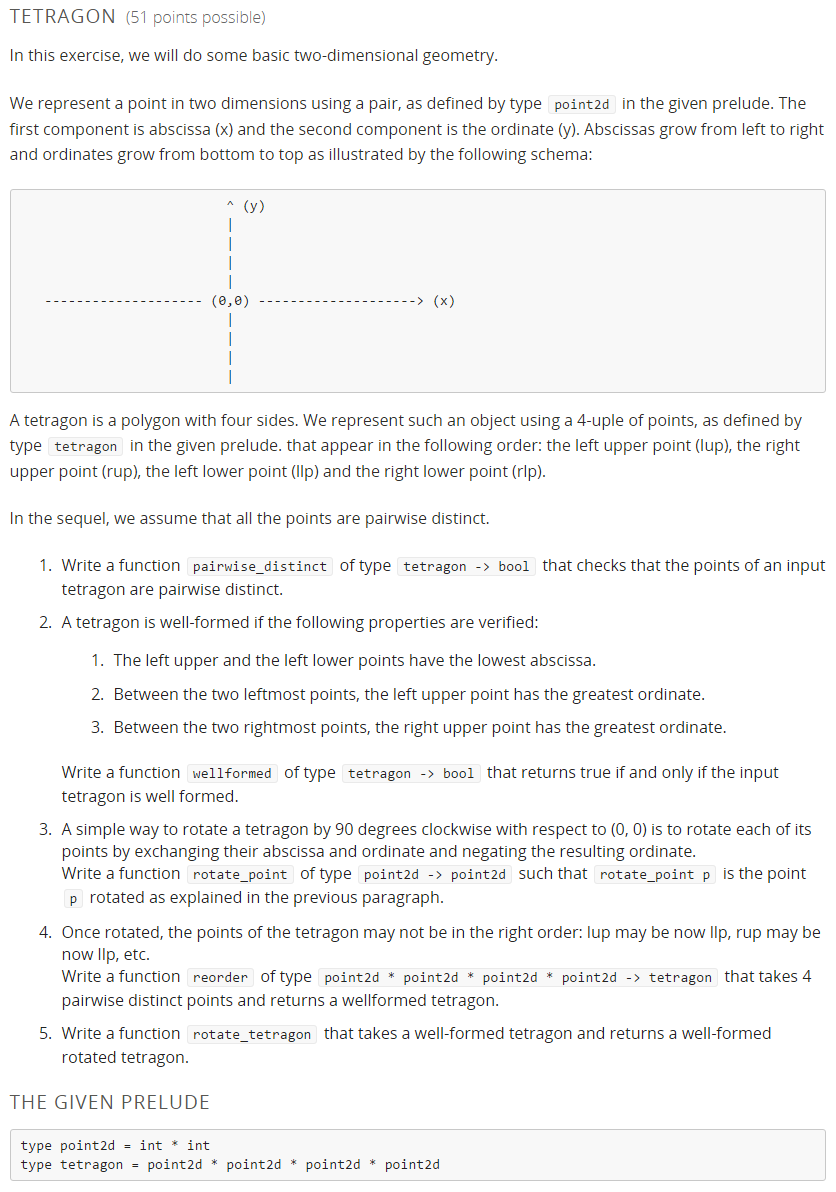 TETRAGON (51 points possible)
In this exercise, we will do some basic two-dimensional geometry.
We represent a point in two dimensions using a pair, as defined by type point2d in the given prelude. The
first component is abscissa (x) and the second component is the ordinate (y). Abscissas grow from left to right
and ordinates grow from bottom to top as illustrated by the following schema:
^ (y)
|
|
|
|
-------------------- (0,0) --------------------> (x)
|
|
|
|
A tetragon is a polygon with four sides. We represent such an object using a 4-uple of points, as defined by
type tetragon in the given prelude. that appear in the following order: the left upper point (lup), the right
upper point (rup), the left lower point (llp) and the right lower point (rlp).
In the sequel, we assume that all the points are pairwise distinct.
1. Write a function pairwise_distinct of type tetragon -> bool that checks that the points of an input
tetragon are pairwise distinct.
2. A tetragon is well-formed if the following properties are verified:
1. The left upper and the left lower points have the lowest abscissa.
2. Between the two leftmost points, the left upper point has the greatest ordinate.
3. Between the two rightmost points, the right upper point has the greatest ordinate.
Write a function wellformed of type tetragon -> bool that returns true if and only if the input
tetragon is well formed.
3. A simple way to rotate a tetragon by 90 degrees clockwise with respect to (0, 0) is to rotate each of its
points by exchanging their abscissa and ordinate and negating the resulting ordinate.
Write a function rotate_point of type point2d -> point2d such that rotate_point p is the point
p rotated as explained in the previous paragraph.
4. Once rotated, the points of the tetragon may not be in the right order: lup may be now llp, rup may be
now llp, etc.
Write a function reorder of type point2d * point2d * point2d * point2d -> tetragon that takes 4
pairwise distinct points and returns a wellformed tetragon.
5. Write a function rotate_tetragon that takes a well-formed tetragon and returns a well-formed
rotated tetragon.
THE GIVEN PRELUDE
type point2d = int * int
type tetragon = point2d * point2d * point2d * point2d